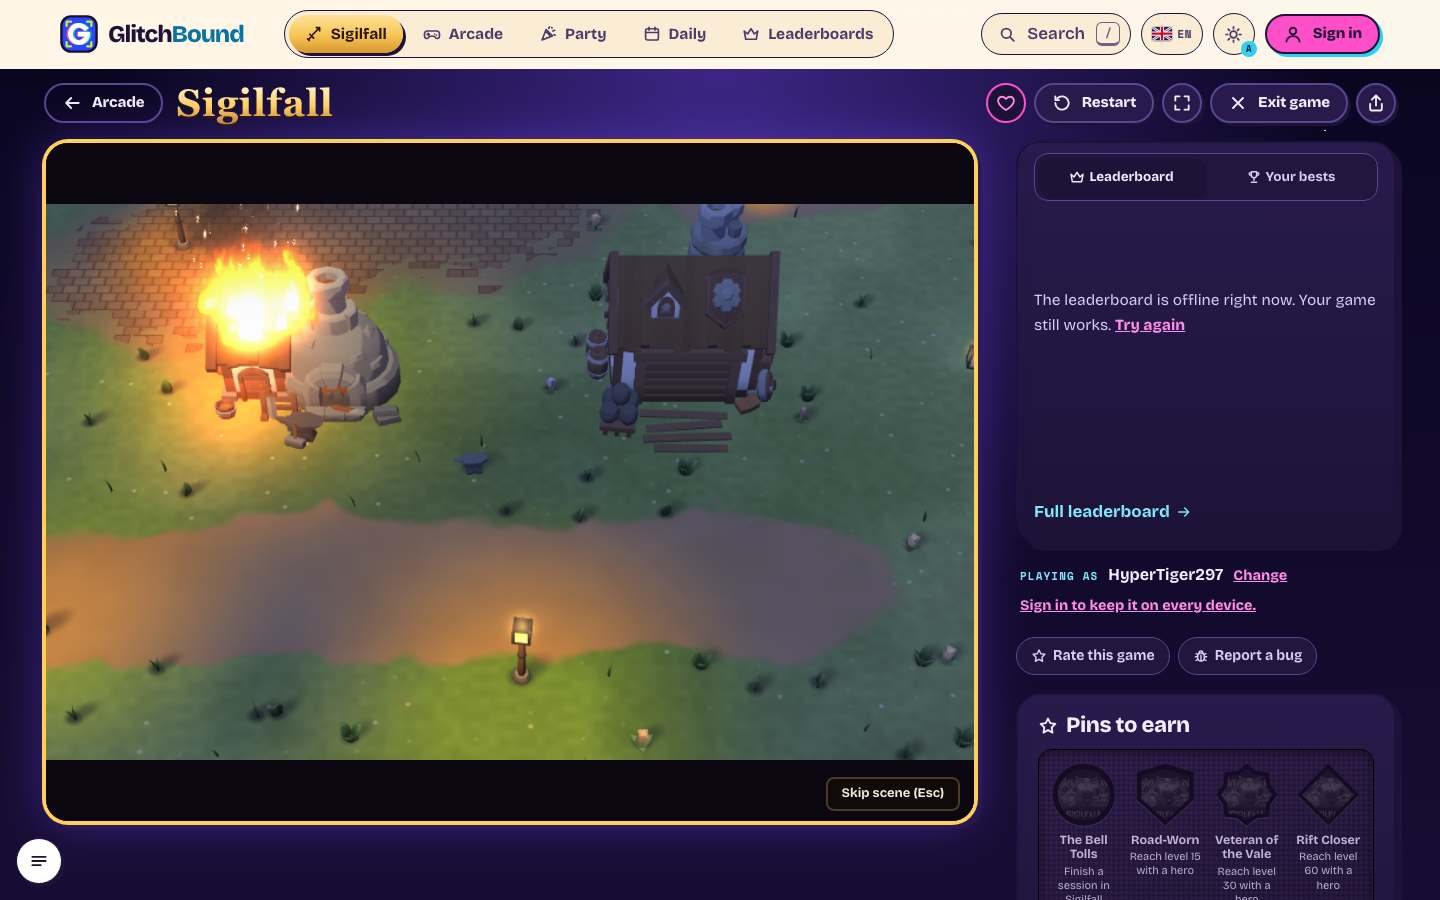 GlitchBound
Sigilfall
Arcade
Party
Daily
Leaderboards
Search /
EN
A
Sign in
Arcade
Sigilfall
Restart
Exit game
Leaderboard
Your bests
The leaderboard is offline right now. Your game
still works. Try again
Full leaderboard →
PLAYING AS HyperTiger297 Change
Sign in to keep it on every device.
Rate this game
Report a bug
Skip scene (Esc)
Pins to earn
The Bell
Tolls
Finish a
session in
Sigilfall
Road-Worn
Reach level 15
with a hero
Veteran of
the Vale
Reach level
30 with a
hero
Rift Closer
Reach level
60 with a
hero